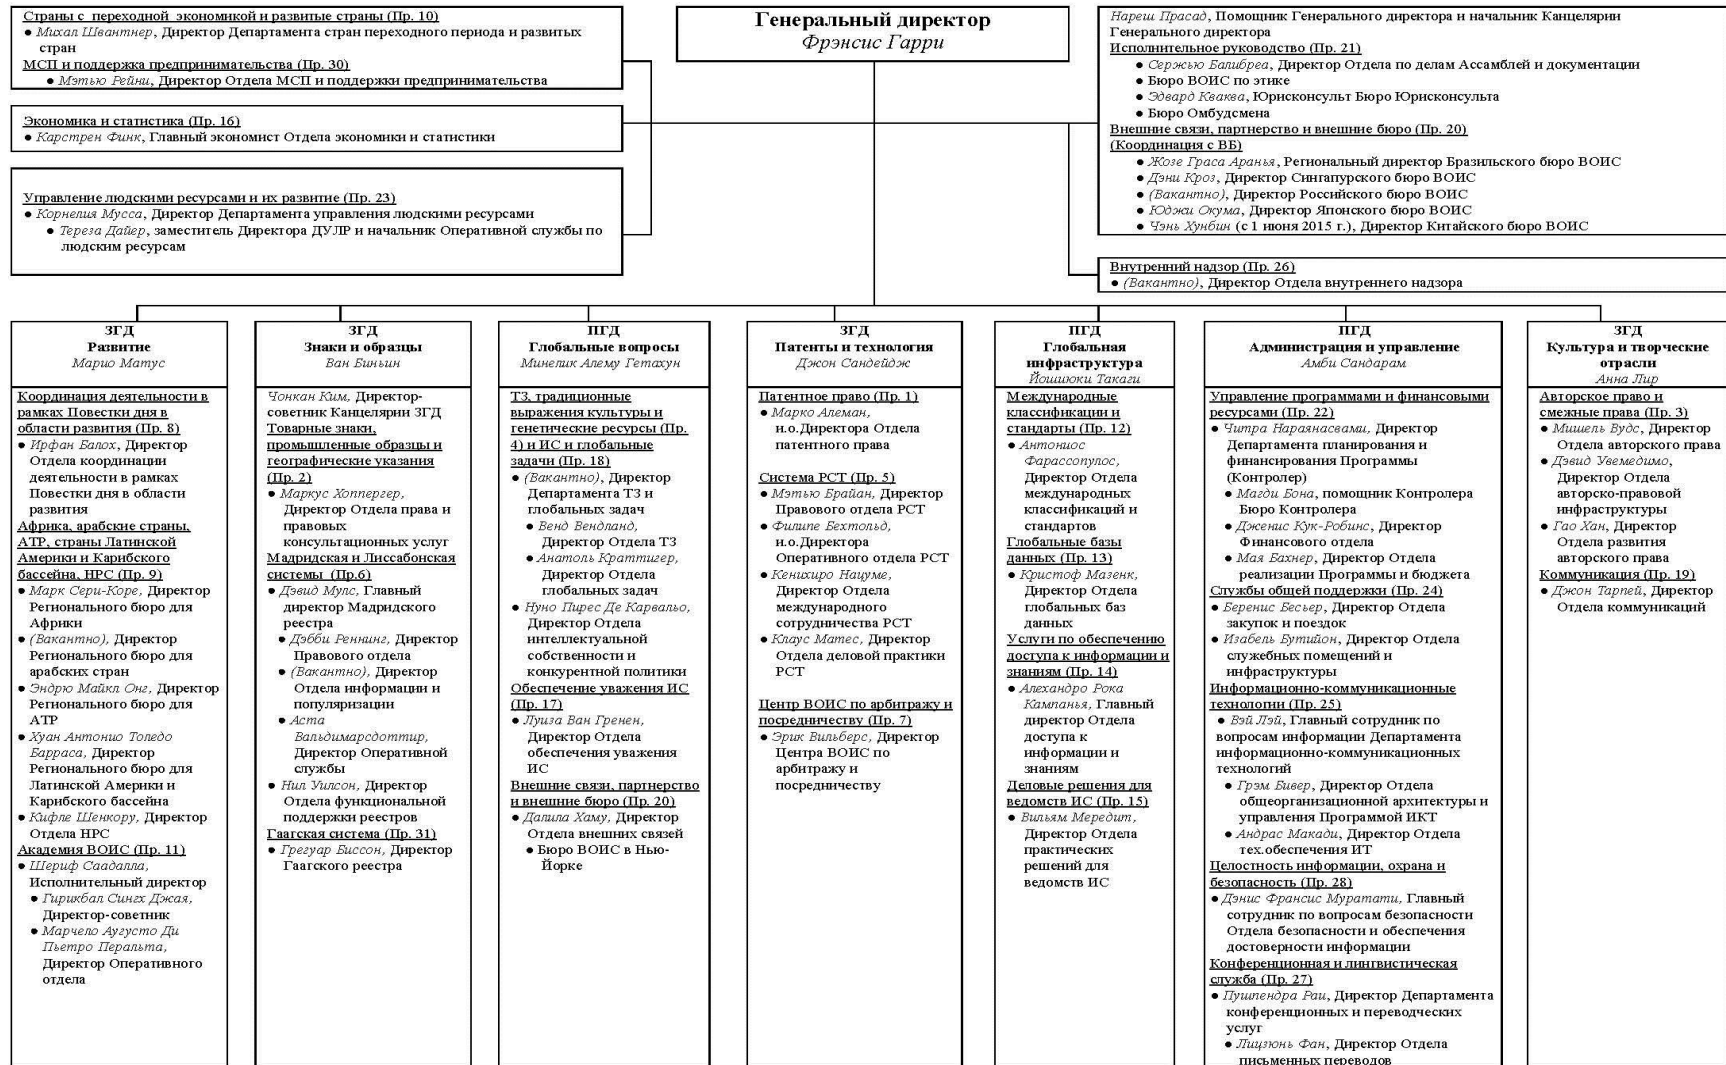 Страны с переходной экономикой и развитые страны (Пр. 10)
● Михал Швантнер, Директор Департамента стран переходного периода и развитых
стран
МСП и поддержка предпринимательства (Пр. 30)
● Мэтью Рейни, Директор Отдела МСП и поддержки предпринимательства
Экономика и статистика (Пр. 16)
● Карстрен Финк, Главный экономист Отдела экономики и статистики
Управление людскими ресурсами и их развитие (Пр. 23)
● Корнелия Мусса, Директор Департамента управления людскими ресурсами
● Тереза Дайер, заместитель Директора ДУЛР и начальник Оперативной службы по
людским ресурсам
Генеральный директор
Фрэнсис Гарри
Нареш Прасад, Помощник Генерального директора и начальник Канцелярии
Генерального директора
Исполнительное руководство (Пр. 21)
● Сержью Балибреа, Директор Отдела по делам Ассамблей и документации
● Бюро ВОИС по этике
● Эдвард Кваква, Юрисконсульт Бюро Юрисконсульта
● Бюро Омбудсмена
Внешние связи, партнерство и внешние бюро (Пр. 20)
(Координация с ВБ)
● Жозе Граса Аранья, Региональный директор Бразильского бюро ВОИС
● Дэни Кроз, Директор Сингапурского бюро ВОИС
● (Вакантно), Директор Российского бюро ВОИС
● Юджи Окума, Директор Японского бюро ВОИС
● Чэнь Хунбин (с 1 июня 2015 г.), Директор Китайского бюро ВОИС
Внутренний надзор (Пр. 26)
● (Вакантно), Директор Отдела внутреннего надзора
ЗГД
Развитие
Марио Матус
Координация деятельности в
рамках Повестки дня в
области развития (Пр. 8)
● Ирфан Балох, Директор
Отдела координации
деятельности в рамках
Повестки дня в области
развития
Африка, арабские страны,
АТР, страны Латинской
Америки и Карибского
бассейна, НРС (Пр. 9)
● Марк Сери-Коре, Директор
Регионального бюро для
Африки
● (Вакантно), Директор
Регионального бюро для
арабских стран
● Эндрю Майкл Онг, Директор
Регионального бюро для
АТР
● Хуан Антонио Толедо
Барраса, Директор
Регионального бюро для
Латинской Америки и
Карибского бассейна
● Кифле Шенкору, Директор
Отдела НРС
Академия ВОИС (Пр. 11)
● Шериф Саадалла,
Исполнительный директор
● Гирикбал Сингх Джая,
Директор-советник
● Марчело Аугусто Ди
Пьетро Перальта,
Директор Оперативного
отдела
ЗГД
Знаки и образцы
Ван Биньин
Чонкан Ким, Директор-
советник Канцелярии ЗГД
Товарные знаки,
промышленные образцы и
географические указания
(Пр. 2)
● Маркус Хоппергер,
Директор Отдела права и
правовых
консультационных услуг
Мадридская и Лиссабонская
системы (Пр.6)
● Дэвид Мулс, Главный
директор Мадридского
реестра
● Дэбби Реннинг, Директор
Правового отдела
● (Вакантно), Директор
Отдела информации и
популяризации
● Аста
Вальдимарсдоттир,
Директор Оперативной
службы
● Нил Уилсон, Директор
Отдела функциональной
поддержки реестров
Гаагская система (Пр. 31)
● Грегуар Биссон, Директор
Гаагского реестра
ПГД
Глобальные вопросы
Минелик Алему Гетахун
ТЗ, традиционные
выражения культуры и
генетические ресурсы (Пр.
4) и ИС и глобальные
задачи (Пр. 18)
● (Вакантно), Директор
Департамента ТЗ и
глобальных задач
● Венд Вендланд,
Директор Отдела ТЗ
● Анатоль Краттигер,
Директор Отдела
глобальных задач
● Нуно Пирес Де Карвальо,
Директор Отдела
интеллектуальной
собственности и
конкурентной политики
Обеспечение уважения ИС
(Пр. 17)
● Луиза Ван Гренен,
Директор Отдела
обеспечения уважения
ИС
Внешние связи, партнерство
и внешние бюро (Пр. 20)
● Далила Хаму, Директор
Отдела внешних связей
● Бюро ВОИС в Нью-
Йорке
ЗГД
Патенты и технология
Джон Сандейдж
Патентное право (Пр. 1)
● Марко Алеман,
и.о.Директора Отдела
патентного права
Система РСТ (Пр. 5)
● Мэтью Брайан, Директор
Правового отдела РСТ
● Филипе Бехтольд,
и.о.Директора
Оперативного отдела РСТ
● Кенихиро Нацуме,
Директор Отдела
международного
сотрудничества РСТ
● Клаус Матес, Директор
Отдела деловой практики
РСТ
Центр ВОИС по арбитражу и
посредничеству (Пр. 7)
● Эрик Вильберс, Директор
Центра ВОИС по
арбитражу и
посредничеству
ПГД
Глобальная
инфраструктура
Йошиюки Такаги
Международные
классификации и
стандарты (Пр. 12)
● Антониос
Фарассопулос,
Директор Отдела
международных
классификаций и
стандартов
Глобальные базы
данных (Пр. 13)
● Кристоф Мазенк,
Директор Отдела
глобальных баз
данных
Услуги по обеспечению
доступа к информации и
знаниям (Пр. 14)
● Алехандро Рока
Кампанья, Главный
директор Отдела
доступа к
информации и
знаниям
Деловые решения для
ведомств ИС (Пр. 15)
● Вильям Мередит,
Директор Отдела
практических
решений для
ведомств ИС
ПГД
Администрация и управление
Амби Сандарам
Управление программами и финансовыми
ресурсами (Пр. 22)
● Читра Нараянасвами, Директор
Департамента планирования и
финансирования Программы
(Контролер)
● Магди Бона, помощник Контролера
Бюро Контролера
● Дженис Кук-Робинс, Директор
Финансового отдела
● Мая Бахнер, Директор Отдела
реализации Программы и бюджета
Службы общей поддержки (Пр. 24)
● Беренис Бесьер, Директор Отдела
закупок и поездок
● Изабель Бутийон, Директор Отдела
служебных помещений и
инфраструктуры
Информационно-коммуникационные
технологии (Пр. 25)
● Вэй Лэй, Главный сотрудник по
вопросам информации Департамента
информационно-коммуникационных
технологий
● Грэм Бивер, Директор Отдела
общеорганизационной архитектуры и
управления Программой ИКТ
● Андрас Макади, Директор Отдела
тех.обеспечения ИТ
Целостность информации, охрана и
безопасность (Пр. 28)
● Дэнис Франсис Муратати, Главный
сотрудник по вопросам безопасности
Отдела безопасности и обеспечения
достоверности информации
Конференционная и лингвистическая
служба (Пр. 27)
● Пушпендра Раи, Директор Департамента
конференционных и переводческих
услуг
● Лицзюнь Фан, Директор Отдела
письменных переводов
ЗГД
Культура и творческие
отрасли
Анна Лир
Авторское право и
смежные права (Пр. 3)
● Мишель Вудс, Директор
Отдела авторского права
● Дэвид Увемедимо,
Директор Отдела
авторско-правовой
инфраструктуры
● Гао Хан, Директор
Отдела развития
авторского права
Коммуникация (Пр. 19)
● Джон Тарпей, Директор
Отдела коммуникаций